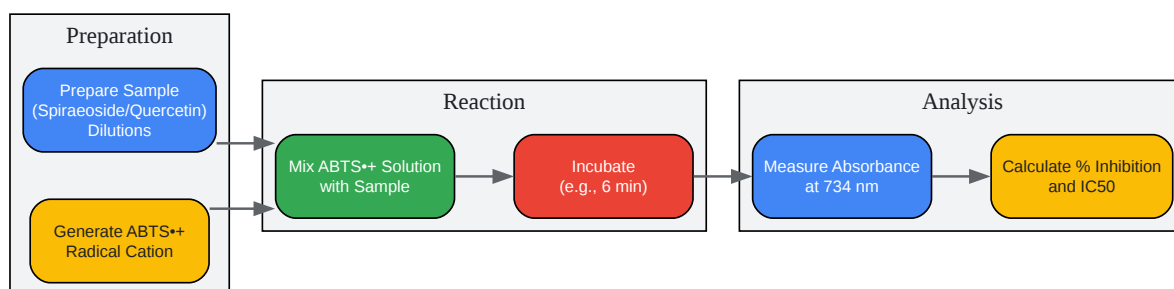 Preparation
Prepare Sample
(Spiraeoside/Quercetin)
Dilutions
Generate ABTS•+
Radical Cation
Reaction
Mix ABTS•+ Solution
with Sample
Incubate
(e.g., 6 min)
Analysis
Measure Absorbance
at 734 nm
Calculate % Inhibition
and IC50